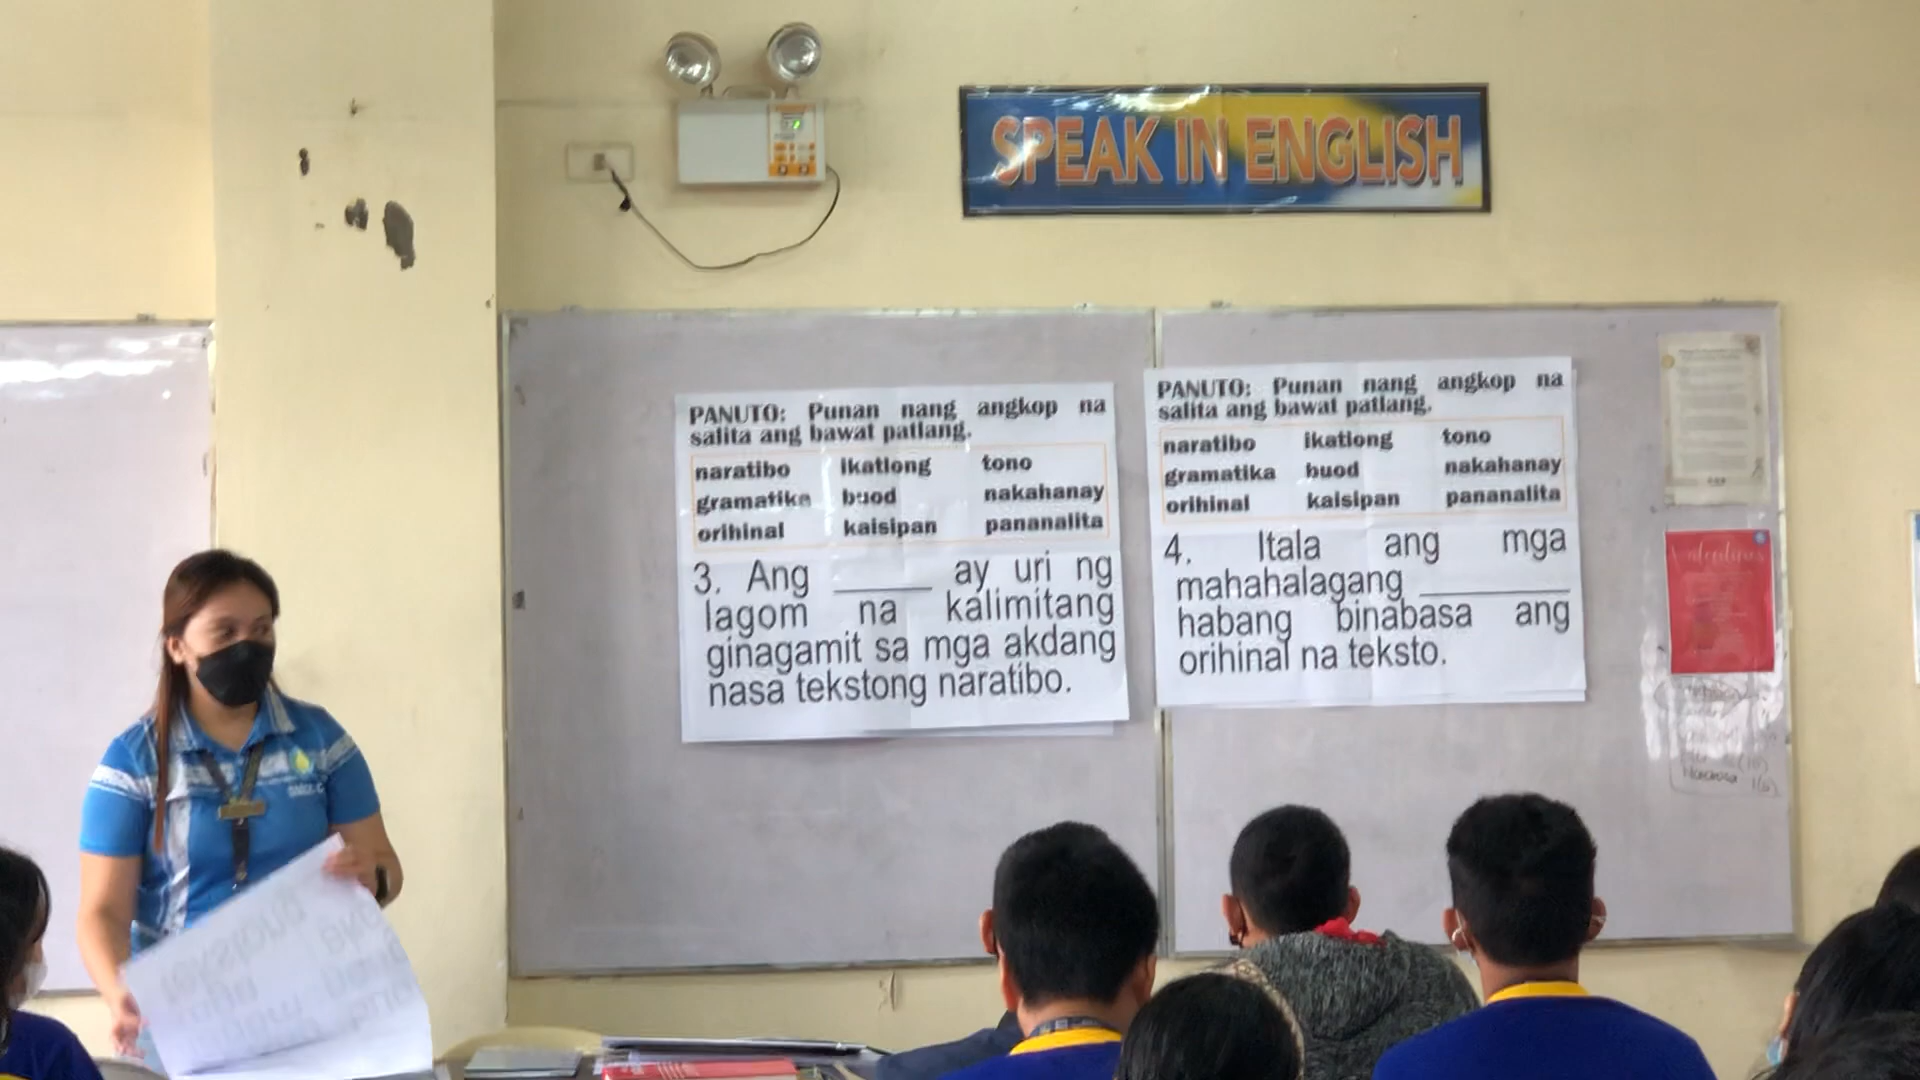 SPEAK IN ENGLISH
PANUTO: Punan nang angkop na
salita ang bawat patlang.
naratibo ikatlong tono
gramatika buod nakahanay
orihinal kaisipan pananalita
3. Ang ______ ay uri ng
lagom na kalimitang
ginagamit sa mga akdang
nasa tekstong naratibo.
PANUTO: Punan nang angkop na
salita ang bawat patlang.
naratibo ikatlong tono
gramatika buod nakahanay
orihinal kaisipan pananalita
4. Itala ang mga
mahahalagang ________
habang binabasa ang
orihinal na teksto.